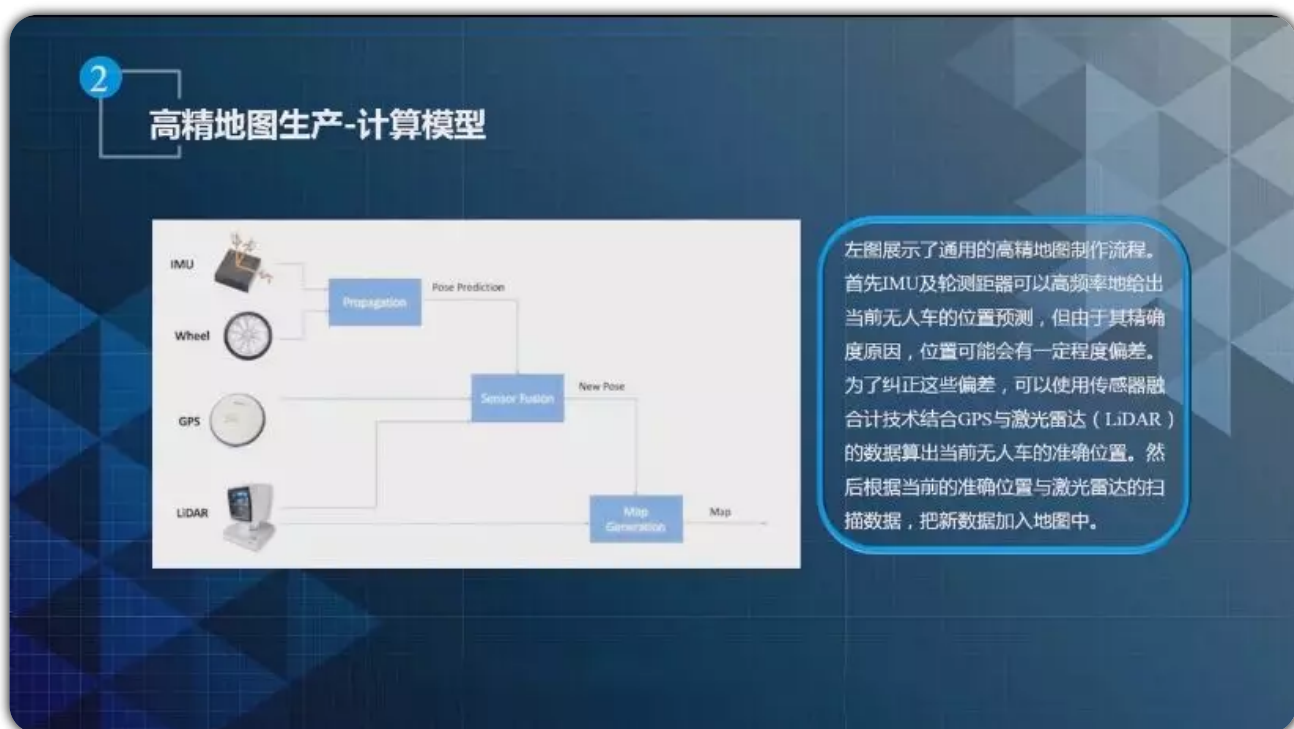 2
高精地图生产-计算模型
IMU
Wheel
GPS
LiDAR
Propagation
Pose Prediction
Sensor Fusion
New Pose
Map
Generation
Map
左图展示了通用的高精地图制作流程。
首先IMU及轮测距器可以高频率地给出
当前无人车的位置预测，但由于其精确
度原因，位置可能会有一定程度偏差。
为了纠正这些偏差，可以使用传感器融
合计技术结合GPS与激光雷达（LiDAR）
的数据算出当前无人车的准确位置。然
后根据当前的准确位置与激光雷达的扫
描数据，把新数据加入地图中。